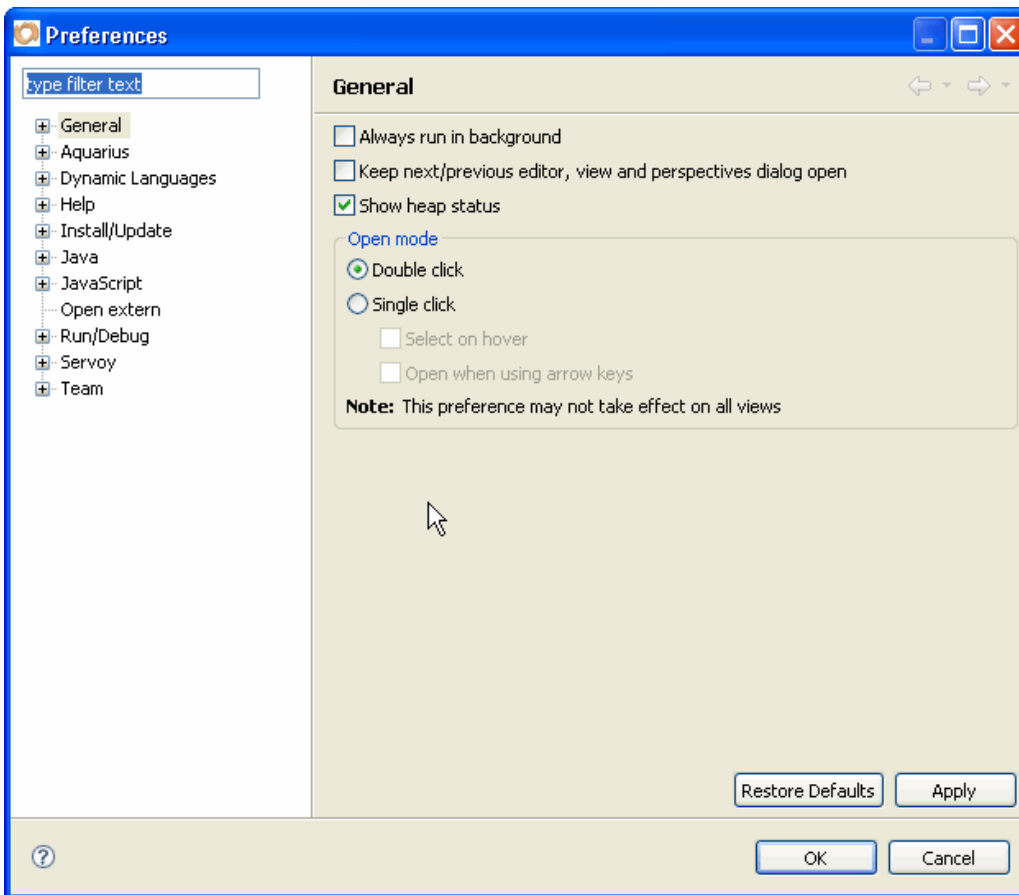 Preferences
type filter text
General
Aquarius
Dynamic Languages
Help
Install/Update
Java
JavaScript
Open extern
Run/Debug
Servoy
Team
General
Always run in background
Keep next/previous editor, view and perspectives dialog open
Show heap status
Open mode
Double click
Single click
Select on hover
Open when using arrow keys
Note: This preference may not take effect on all views
Restore Defaults
Apply
OK
Cancel